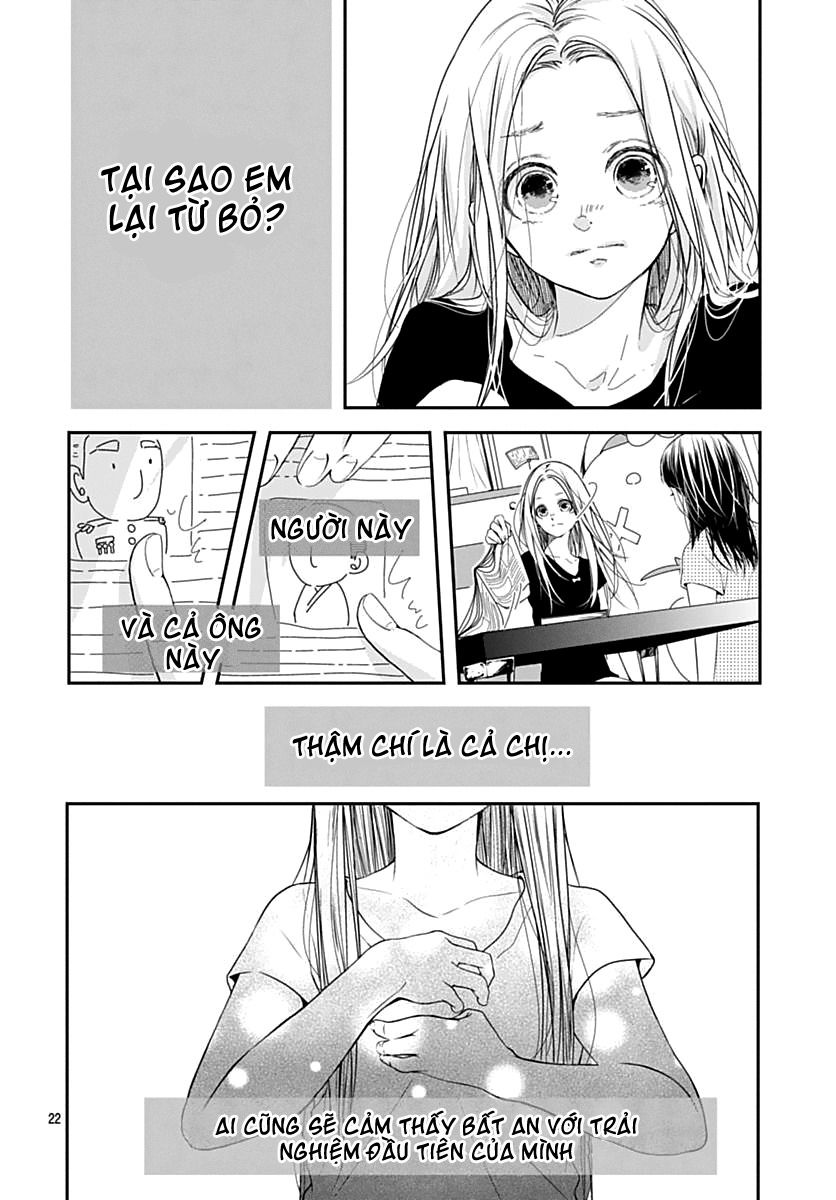 TẠI SAO EM
LẠI TỪ BỎ?
NGƯỜI NÀY
VÀ CẢ ÔNG
NÀY
THẬM CHÍ LÀ CẢ CHỊ...
AI CŨNG SẼ CẢM THẤY BẤT AN VỚI TRẢI
NGHIỆM ĐẦU TIÊN CỦA MÌNH
22